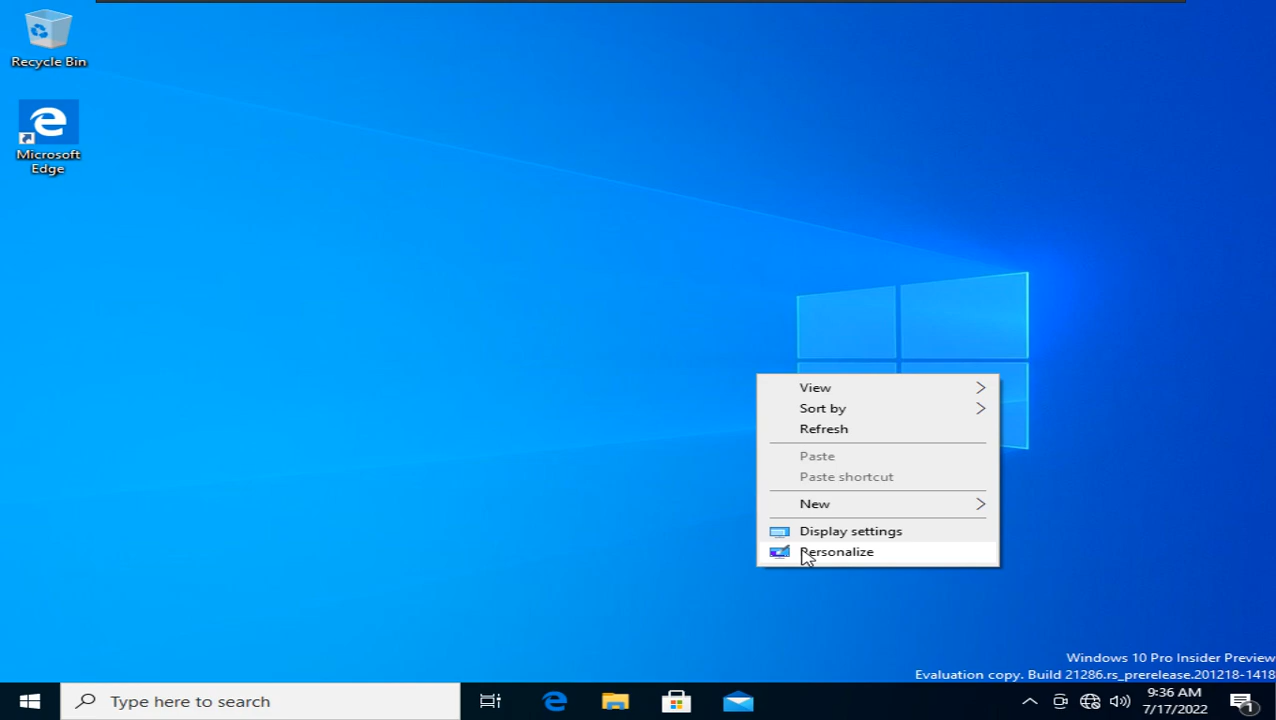 Recycle Bin
Microsoft
Edge
View
Sort by
Refresh
Paste
Paste shortcut
New
Display settings
Personalize
Windows 10 Pro Insider Preview
Evaluation copy. Build 21286.rs_prerelease.201218-1418
Type here to search
9:36 AM
7/17/2022
1